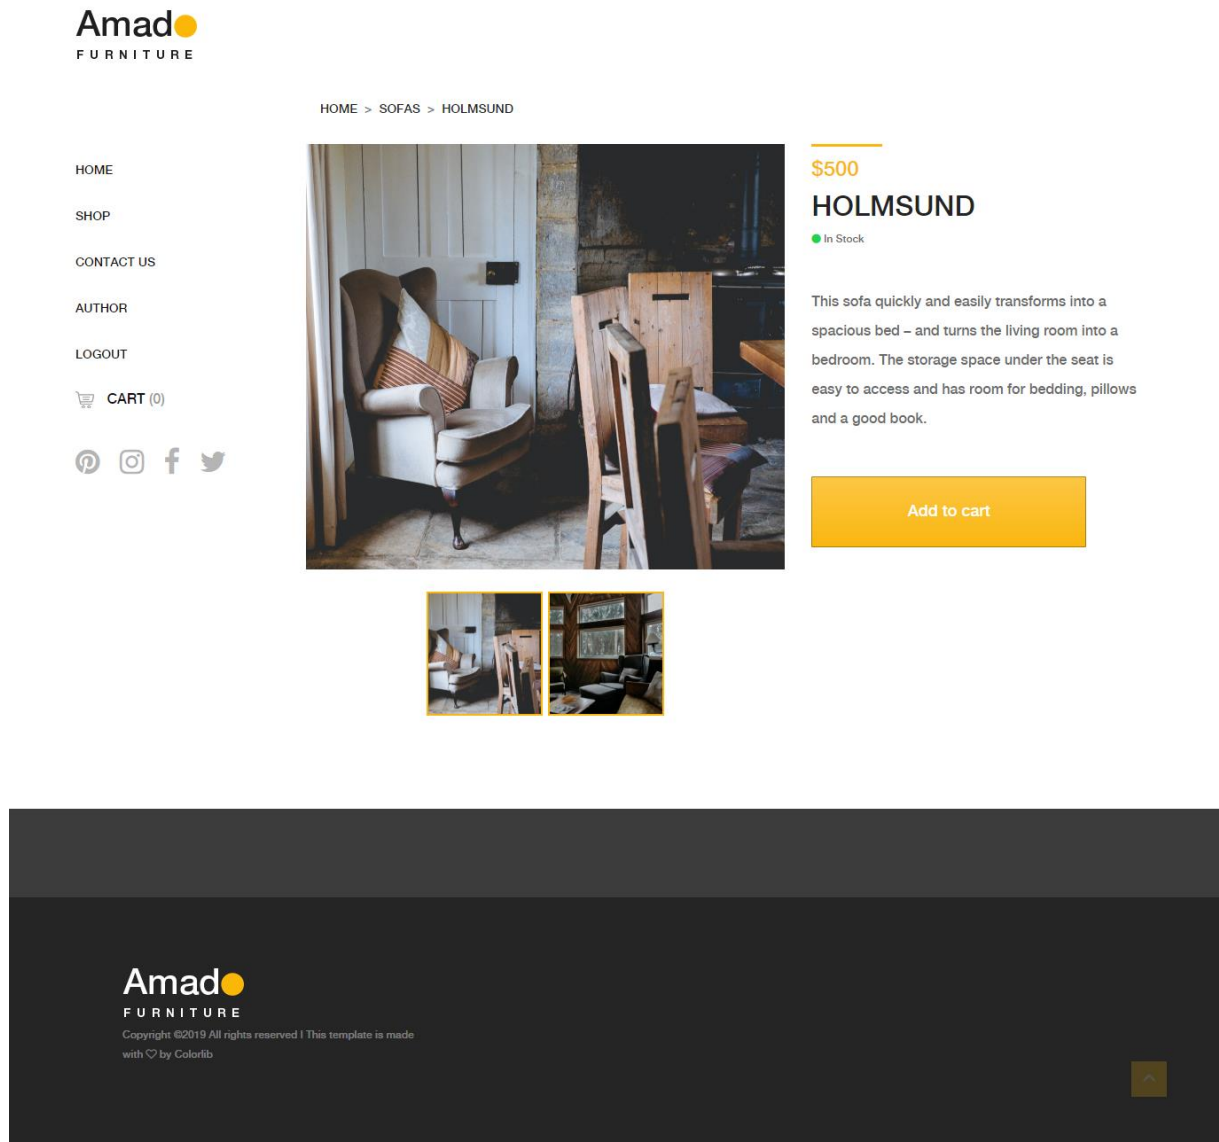 Amado
FURNITURE
HOME > SOFAS > HOLMSUND
HOME
SHOP
CONTACT US
AUTHOR
LOGOUT
CART (0)
$500
HOLMSUND
In Stock
This sofa quickly and easily transforms into a
spacious bed – and turns the living room into a
bedroom. The storage space under the seat is
easy to access and has room for bedding, pillows
and a good book.
Add to cart
Amado
FURNITURE
Copyright ©2019 All rights reserved | This template is made
with ♡ by Colorlib